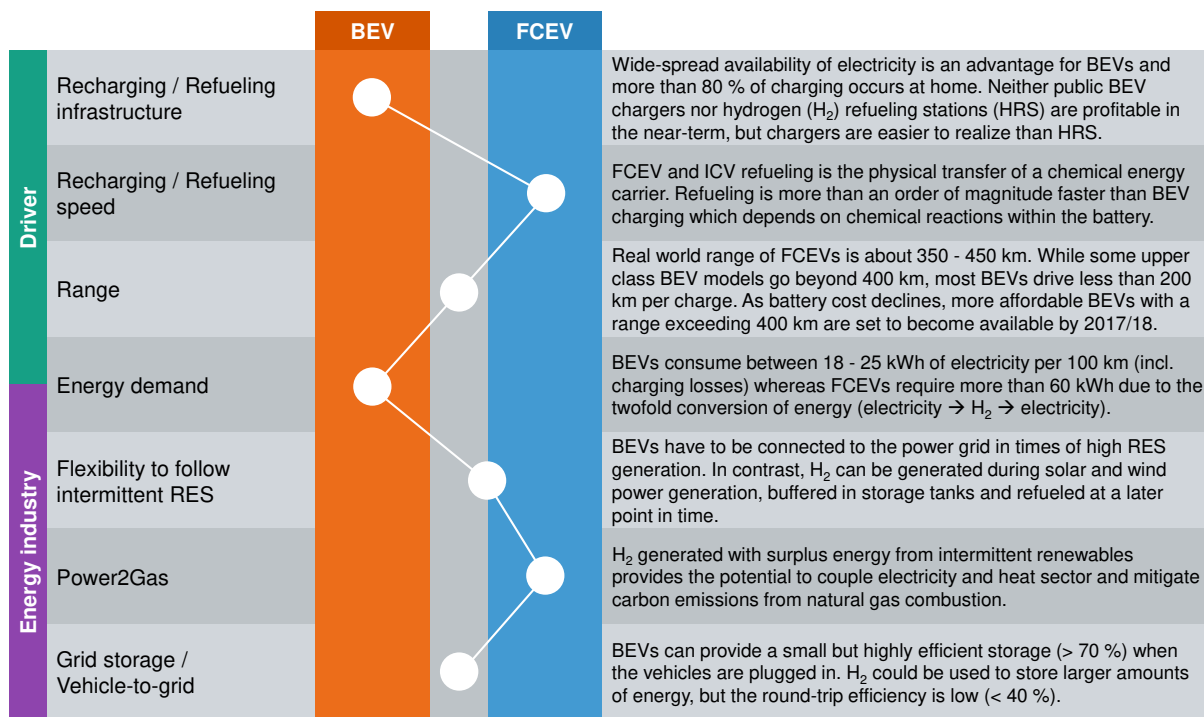 BEV
FCEV
Driver
Recharging / Refueling
infrastructure
Wide-spread availability of electricity is an advantage for BEVs and
more than 80 % of charging occurs at home. Neither public BEV
chargers nor hydrogen (H₂) refueling stations (HRS) are profitable in
the near-term, but chargers are easier to realize than HRS.
Recharging / Refueling
speed
FCEV and ICV refueling is the physical transfer of a chemical energy
carrier. Refueling is more than an order of magnitude faster than BEV
charging which depends on chemical reactions within the battery.
Range
Real world range of FCEVs is about 350 - 450 km. While some upper
class BEV models go beyond 400 km, most BEVs drive less than 200
km per charge. As battery cost declines, more affordable BEVs with a
range exceeding 400 km are set to become available by 2017/18.
Energy demand
BEVs consume between 18 - 25 kWh of electricity per 100 km (incl.
charging losses) whereas FCEVs require more than 60 kWh due to the
twofold conversion of energy (electricity → H₂ → electricity).
Energy industry
Flexibility to follow
intermittent RES
BEVs have to be connected to the power grid in times of high RES
generation. In contrast, H₂ can be generated during solar and wind
power generation, buffered in storage tanks and refueled at a later
point in time.
Power2Gas
H₂ generated with surplus energy from intermittent renewables
provides the potential to couple electricity and heat sector and mitigate
carbon emissions from natural gas combustion.
Grid storage /
Vehicle-to-grid
BEVs can provide a small but highly efficient storage (> 70 %) when
the vehicles are plugged in. H₂ could be used to store larger amounts
of energy, but the round-trip efficiency is low (< 40 %).